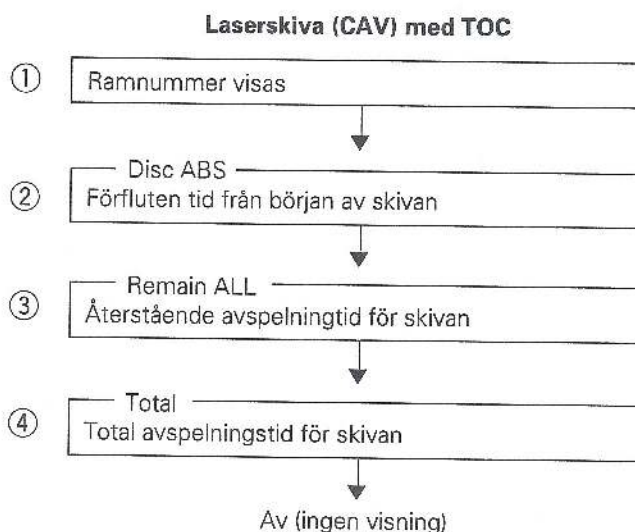 Laserskiva (CAV) med TOC
① Ramnummer visas
Disc ABS
② Förfluten tid från början av skivan
Remain ALL
③ Återstående avspelningtid för skivan
Total
④ Total avspelningstid för skivan
Av (ingen visning)